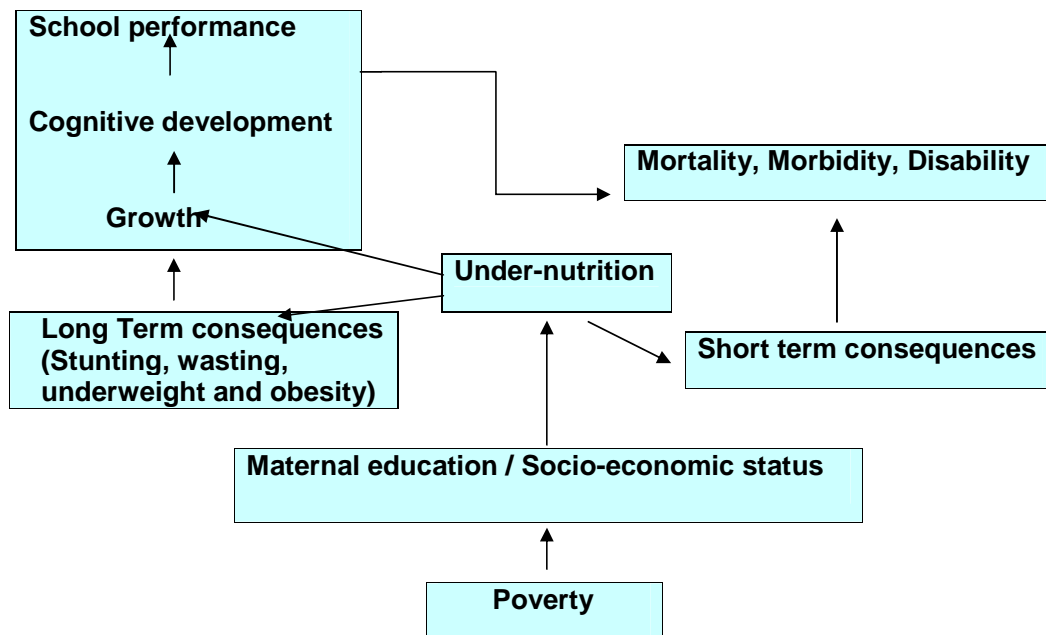 School performance
Cognitive development
Growth
Mortality, Morbidity, Disability
Under-nutrition
Long Term consequences
(Stunting, wasting,
underweight and obesity)
Short term consequences
Maternal education / Socio-economic status
Poverty